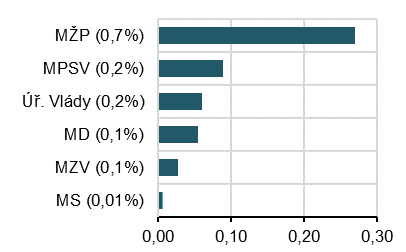 MŽP (0,7%)
MPSV (0,2%)
Úř. Vlády (0,2%)
MD (0,1%)
MZV (0,1%)
MS (0,01%)
0,00 0,10 0,20 0,30